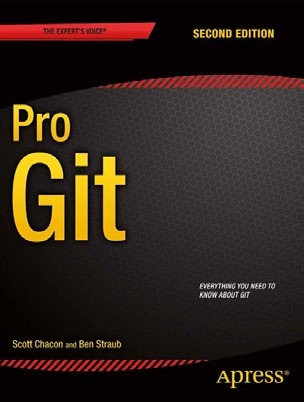 THE EXPERT'S VOICE®
SECOND EDITION
Pro
Git
EVERYTHING YOU NEED TO
KNOW ABOUT GIT
Scott Chacon and Ben Straub
Apress®